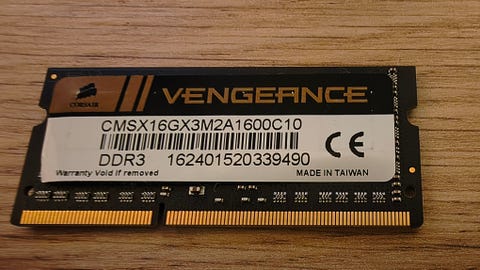 CORSAIR
VENGEANCE
CMSX16GX3M2A1600C10
DDR3 162401520339490
Warranty Void if removed
MADE IN TAIWAN
CE